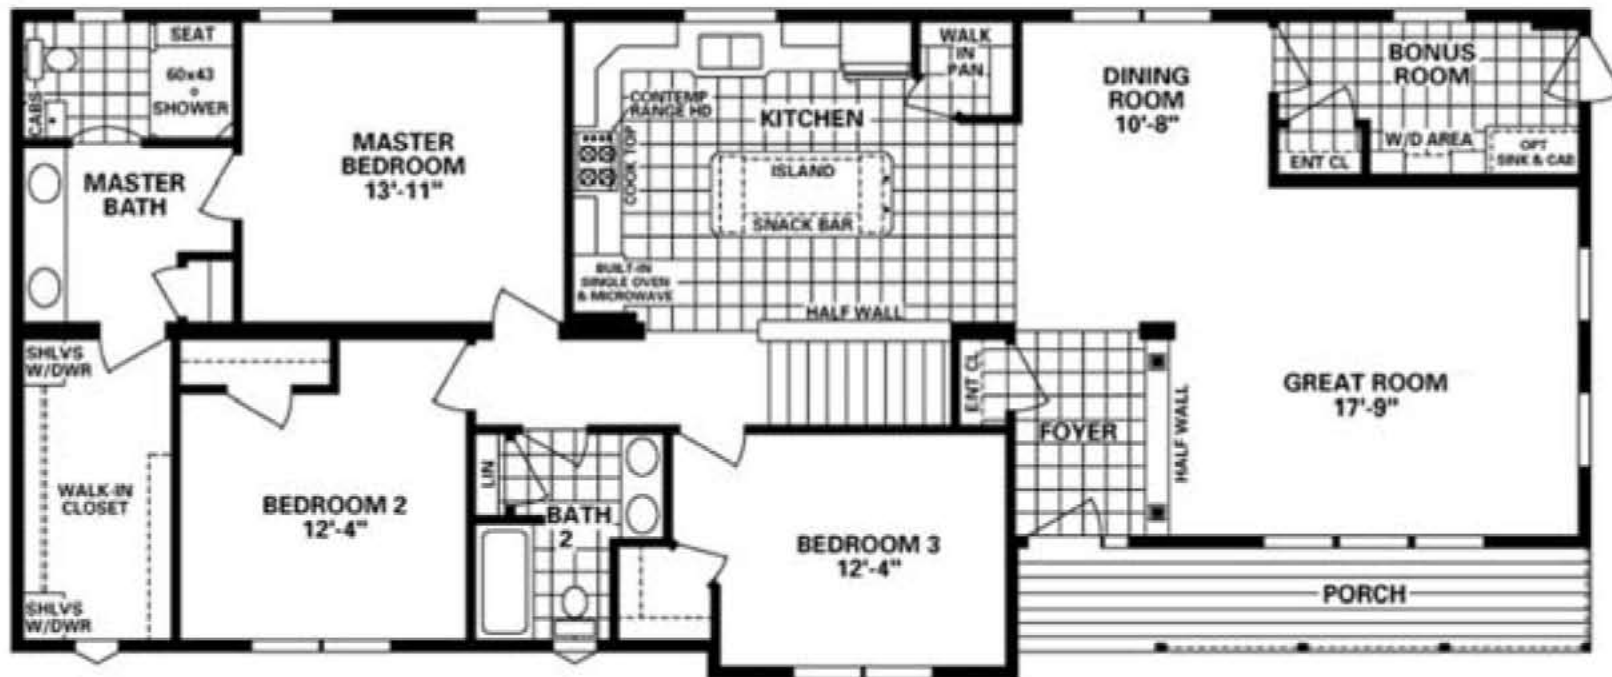 SEAT
60x43
SHOWER
CABS
MASTER
BATH
MASTER
BEDROOM
13'-11"
CONTEMP
RANGE HD
COOK TOP
KITCHEN
ISLAND
SNACK BAR
BUILT-IN
SINGLE OVEN
& MICROWAVE
HALF WALL
WALK
IN
PAN
DINING
ROOM
10'-8"
BONUS
ROOM
W/D AREA
ENT CL
OPT
SINK & CAB
SHLVS
W/DWR
WALK-IN
CLOSET
SHLVS
W/DWR
BEDROOM 2
12'-4"
LIN
BATH
2
BEDROOM 3
12'-4"
ENT CL
FOYER
HALF WALL
GREAT ROOM
17'-9"
PORCH